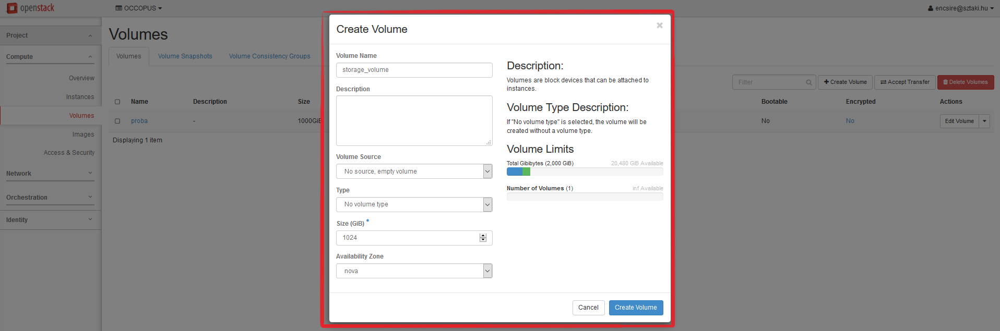 openstack
OCCOPUS
encsire@sztaki.hu
Project
Compute
Overview
Instances
Volumes
Images
Access & Security
Network
Orchestration
Identity
Volumes
Volumes
Volume Snapshots
Volume Consistency Groups
Filter
Create Volume
Accept Transfer
Delete Volumes
Name
Description
Size
Bootable
Encrypted
Actions
proba
-
1000GiB
No
No
Edit Volume
Displaying 1 item
Create Volume
×
Volume Name
storage_volume
Description
Volume Source
No source, empty volume
Type
No volume type
Size (GiB) *
1024
Availability Zone
nova
Description:
Volumes are block devices that can be attached to
instances.
Volume Type Description:
If "No volume type" is selected, the volume will be
created without a volume type.
Volume Limits
Total Gibibytes (2,000 GiB)
20,480 GiB Available
Number of Volumes (1)
inf Available
Cancel
Create Volume